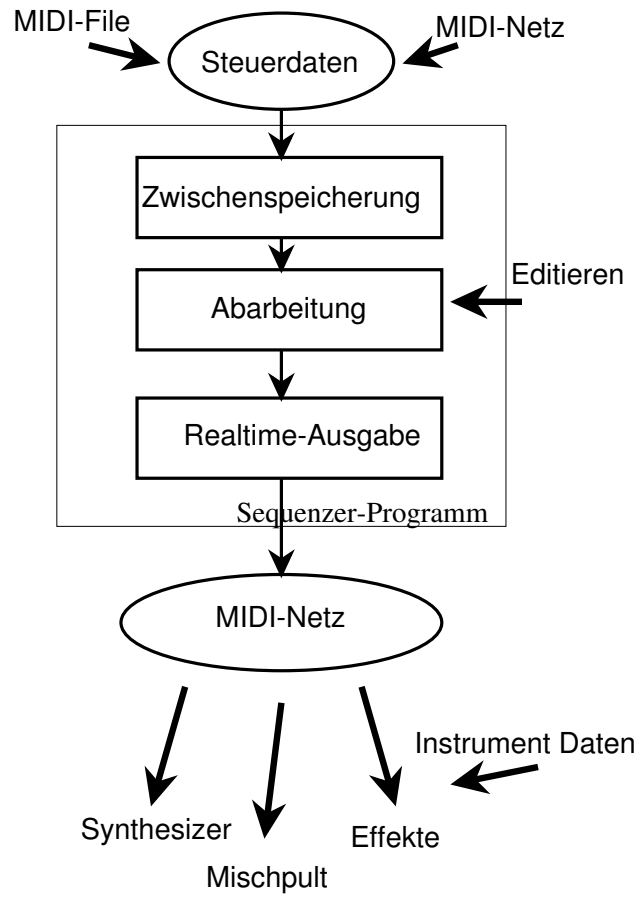 MIDI-File
MIDI-Netz
Steuerdaten
Zwischenspeicherung
Editieren
Abarbeitung
Realtime-Ausgabe
Sequenzer-Programm
MIDI-Netz
Instrument Daten
Synthesizer
Effekte
Mischpult